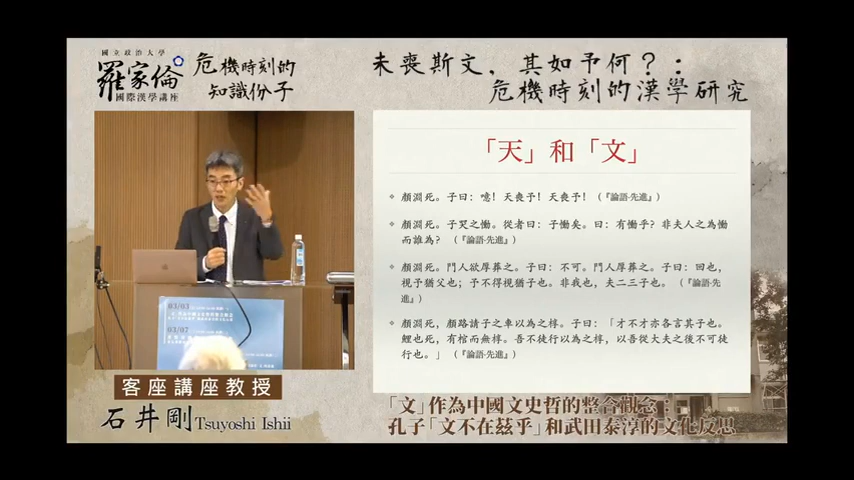 國立政治大學
羅家倫
國際漢學講座
危機時刻的
知識份子
未喪斯文，其如予何？：
危機時刻的漢學研究
「天」和「文」
顏淵死。子曰：噫！天喪予！天喪予！（『論語·先進』）
顏淵死。子哭之慟。從者曰：子慟矣。曰：有慟乎？非夫人之為慟
而誰為？（『論語·先進』）
顏淵死。門人欲厚葬之。子曰：不可。門人厚葬之。子曰：回也，
視予猶父也；予不得視猶子也。非我也，夫二三子也。（『論語·先
進』）
顏淵死，顏路請子之車以為之椁。子曰：「才不才亦各言其子也。
鯉也死，有棺而無椁。吾不徒行以為之椁，以吾從大夫之後不可徒
行也。」（『論語·先進』）
03/03
03/07
客座講座教授
石井剛 Tsuyoshi Ishii
「文」作為中國文史哲的整合觀念：
孔子「文不在茲乎」和武田泰淳的文化反思